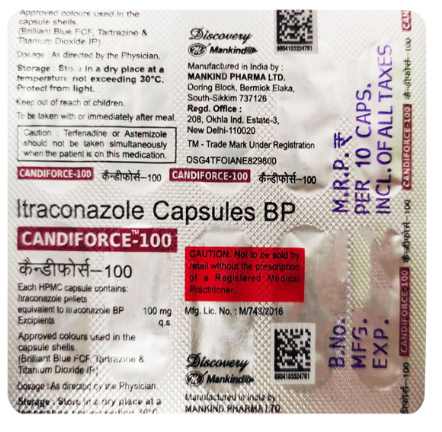 Approved colours used in the
capsule shells.
(Brilliant Blue FCF, Tartrazine &
Titanium Dioxide IP)
Dosage : As directed by the Physician.
Storage : Store in a dry place at a
temperature not exceeding 30°C.
Protect from light.
Keep out of reach of children.
To be taken with or immediately after meal.
Caution : Terfenadine or Astemizole
should not be taken simultaneously
when the patient is on this medication.
Discovery
Mankind
Manufactured in India by :
MANKIND PHARMA LTD.
Doring Block, Bermick Elaka,
South-Sikkim 737126
Regd. Office :
208, Okhla Ind. Estate-3,
New Delhi-110020
TM - Trade Mark Under Registration
CANDIFORCE-100 कैन्डीफोर्स-100 CANDIFORCE-100 कैन्डीफोर्स-100
Itraconazole Capsules BP
CANDIFORCE™-100
कैन्डीफोर्स-100
Each HPMC capsule contains:
Itraconazole pellets
equivalent to Itraconazole BP 100 mg
Excipients q.s
Approved colours used in the
capsule shells.
(Brilliant Blue FCF, Tartrazine &
Titanium Dioxide IP)
Dosage : As directed by the Physician.
Storage : Store in a dry place at a
CAUTION: Not to be sold by
retail without the prescription
of a Registered Medical
Practitioner.
Mfg. Lic. No. : M/743/2016
Discovery
Mankind
Manufactured in India by
MANKIND PHARMA LTD
M.R.P. ₹
PER 10 CAPS.
INCL.OF ALL TAXES
B.No.
MFG.
EXP.
CANDIFORCE-100
CANDIFORCE-100